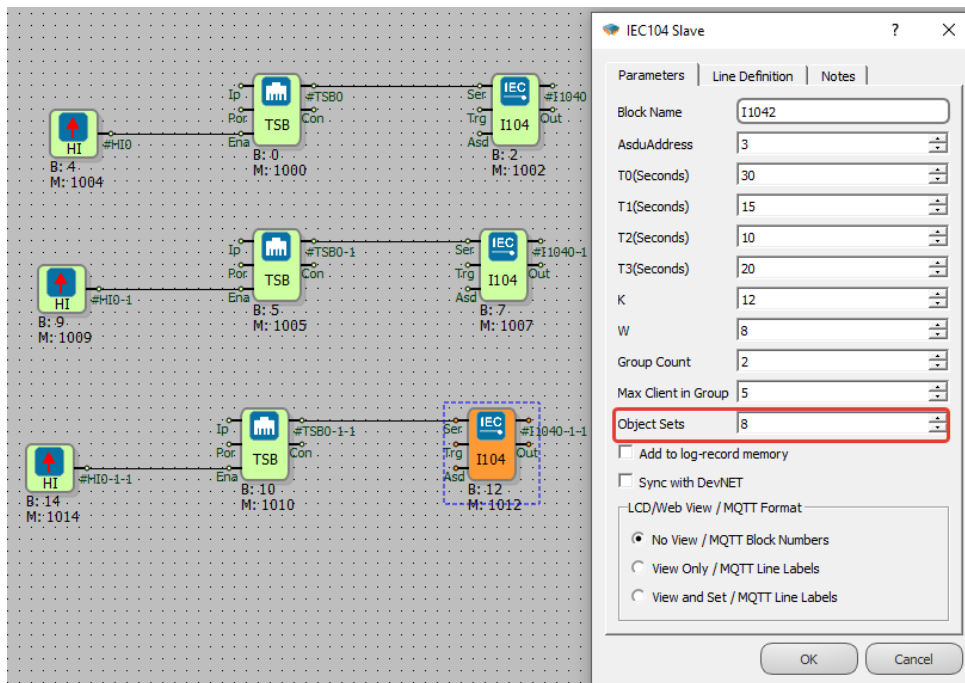 Ip
Por
Ena
TSB
#TSB0
Con
B: 0
M: 1000
HI
#HI0
B: 4
M: 1004
Ser
Trg
Asd
IEC
I104
#I1040
Out
B: 2
M: 1002
Ip
Por
Ena
TSB
#TSB0-1
Con
B: 5
M: 1005
HI
#HI0-1
B: 9
M: 1009
Ser
Trg
Asd
IEC
I104
#I1040-1
Out
B: 7
M: 1007
Ip
Por
Ena
TSB
#TSB0-1-1
Con
B: 10
M: 1010
HI
#HI0-1-1
B: 14
M: 1014
Ser
Trg
Asd
IEC
I104
#I1040-1-1
Out
B: 12
M: 1012
IEC104 Slave ? ×
Parameters Line Definition Notes
Block Name I1042
AsduAddress 3
T0(Seconds) 30
T1(Seconds) 15
T2(Seconds) 10
T3(Seconds) 20
K 12
W 8
Group Count 2
Max Client in Group 5
Object Sets 8
Add to log-record memory
Sync with DevNET
LCD/Web View / MQTT Format
No View / MQTT Block Numbers
View Only / MQTT Line Labels
View and Set / MQTT Line Labels
OK Cancel